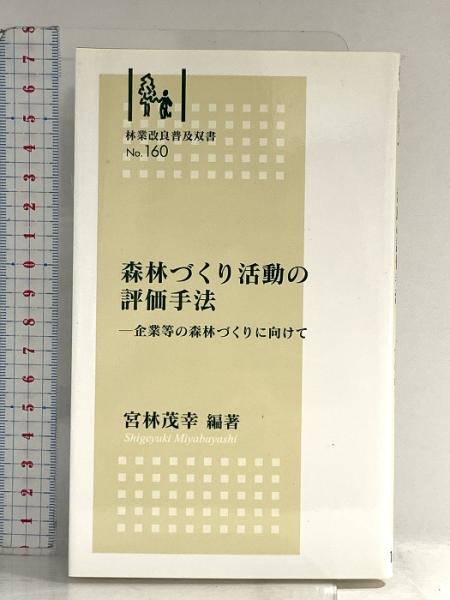 林業改良普及双書
No.160
森林づくり活動の
評価手法
―企業等の森林づくりに向けて
宮林茂幸 編著
Shigeyuki Miyabayashi